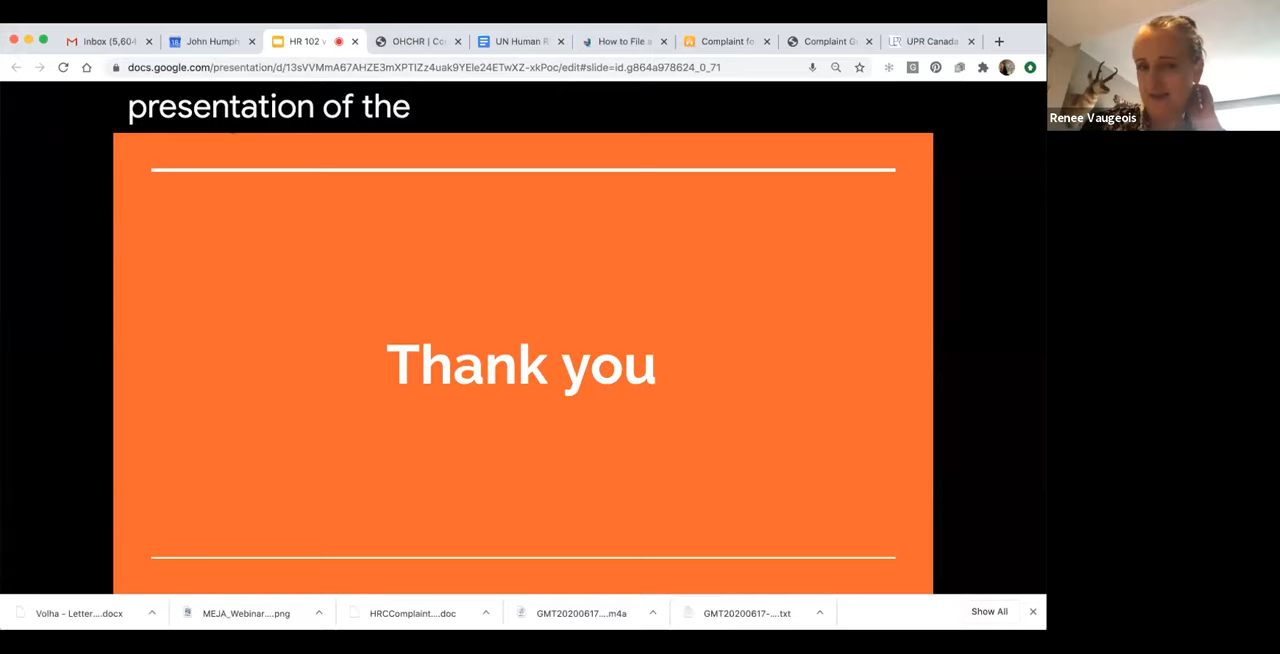 Inbox (5,60
John Humph
HR 102 v
OHCHR | Co
UN Human R
How to File a
Complaint fo
Complaint G
UPR Canada
docs.google.com/presentation/d/13sVVMmA67AHZE3mXPTIZz4uak9YEle24ETwXZ-xkPoc/edit#slide=id.g864a978624_0_71
Renee Vaugeois
presentation of the
Thank you
Volha - Letter....docx
MEJA_Webinar....png
HRCComplaint....doc
GMT20200617....m4a
GMT20200617-....txt
Show All